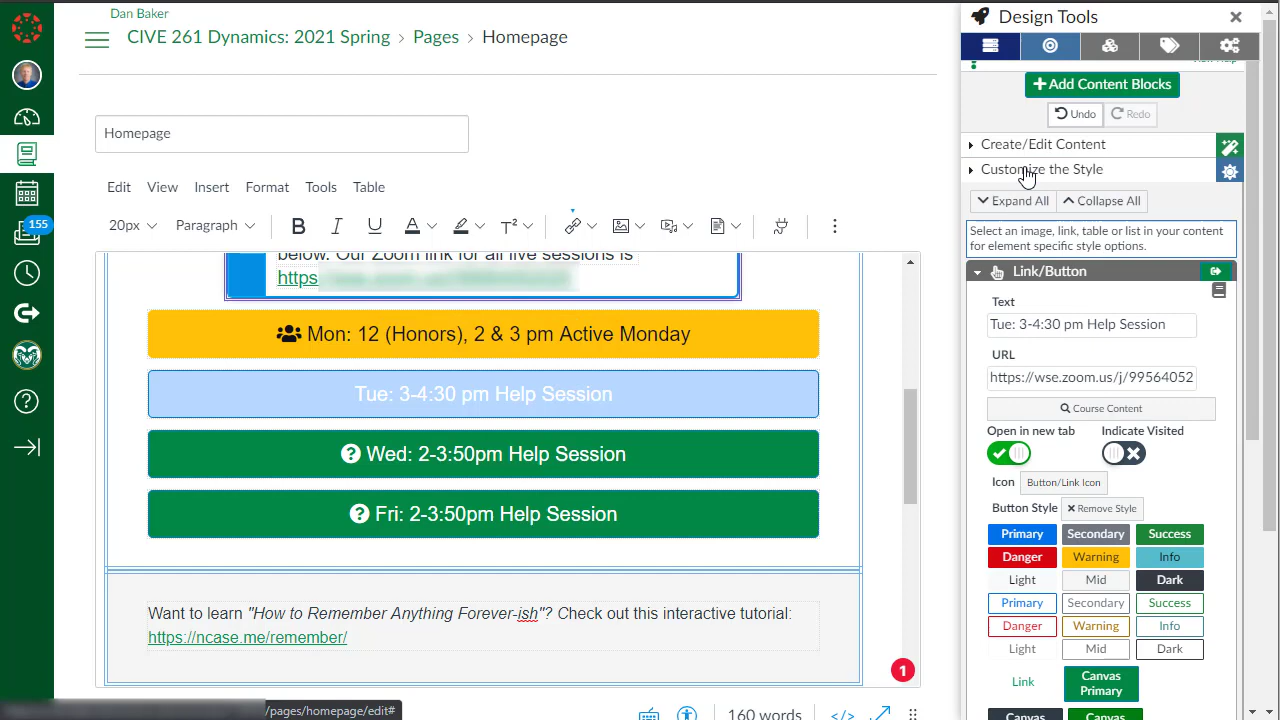 Dan Baker
CIVE 261 Dynamics: 2021 Spring > Pages > Homepage
155
Homepage
Edit View Insert Format Tools Table
20px Paragraph B I U A T²
below. Our Zoom link for all live sessions is
https
Mon: 12 (Honors), 2 & 3 pm Active Monday
Tue: 3-4:30 pm Help Session
Wed: 2-3:50pm Help Session
Fri: 2-3:50pm Help Session
Want to learn "How to Remember Anything Forever-ish"? Check out this interactive tutorial:
https://ncase.me/remember/
1
/pages/homepage/edit#
160 words </>
Design Tools
Add Content Blocks
Undo Redo
Create/Edit Content
Customize the Style
Expand All Collapse All
Select an image, link, table or list in your content
for element specific style options.
Link/Button
Text
Tue: 3-4:30 pm Help Session
URL
https://wse.zoom.us/j/99564052
Course Content
Open in new tab Indicate Visited
Icon Button/Link Icon
Button Style Remove Style
Primary Secondary Success
Danger Warning Info
Light Mid Dark
Primary Secondary Success
Danger Warning Info
Light Mid Dark
Link Canvas
Primary
Canvas Canvas